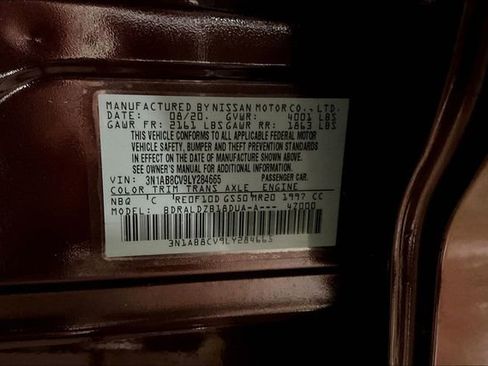 MANUFACTURED BY NISSAN MOTOR CO., LTD.
DATE: 08/20. GVWR: 4001 LBS
GAWR FR: 2161 LBS GAWR RR: 1863 LBS
THIS VEHICLE CONFORMS TO ALL APPLICABLE FEDERAL MOTOR
VEHICLE SAFETY, BUMPER AND THEFT PREVENTION STANDARDS
IN EFFECT ON THE DATE OF MANUFACTURE SHOWN ABOVE.
SEE OWNER'S MANUAL FOR ADDITIONAL INFORMATION
VIN: 3N1AB8CV9LY284665 PASSENGER CAR
COLOR TRIM TRANS AXLE ENGINE
NBQ 'C RE0F10D GS50 MR20 1997 CC
MODEL: BDRALDZB18DUA-A--- 42000
3N1AB8CV9LY284665